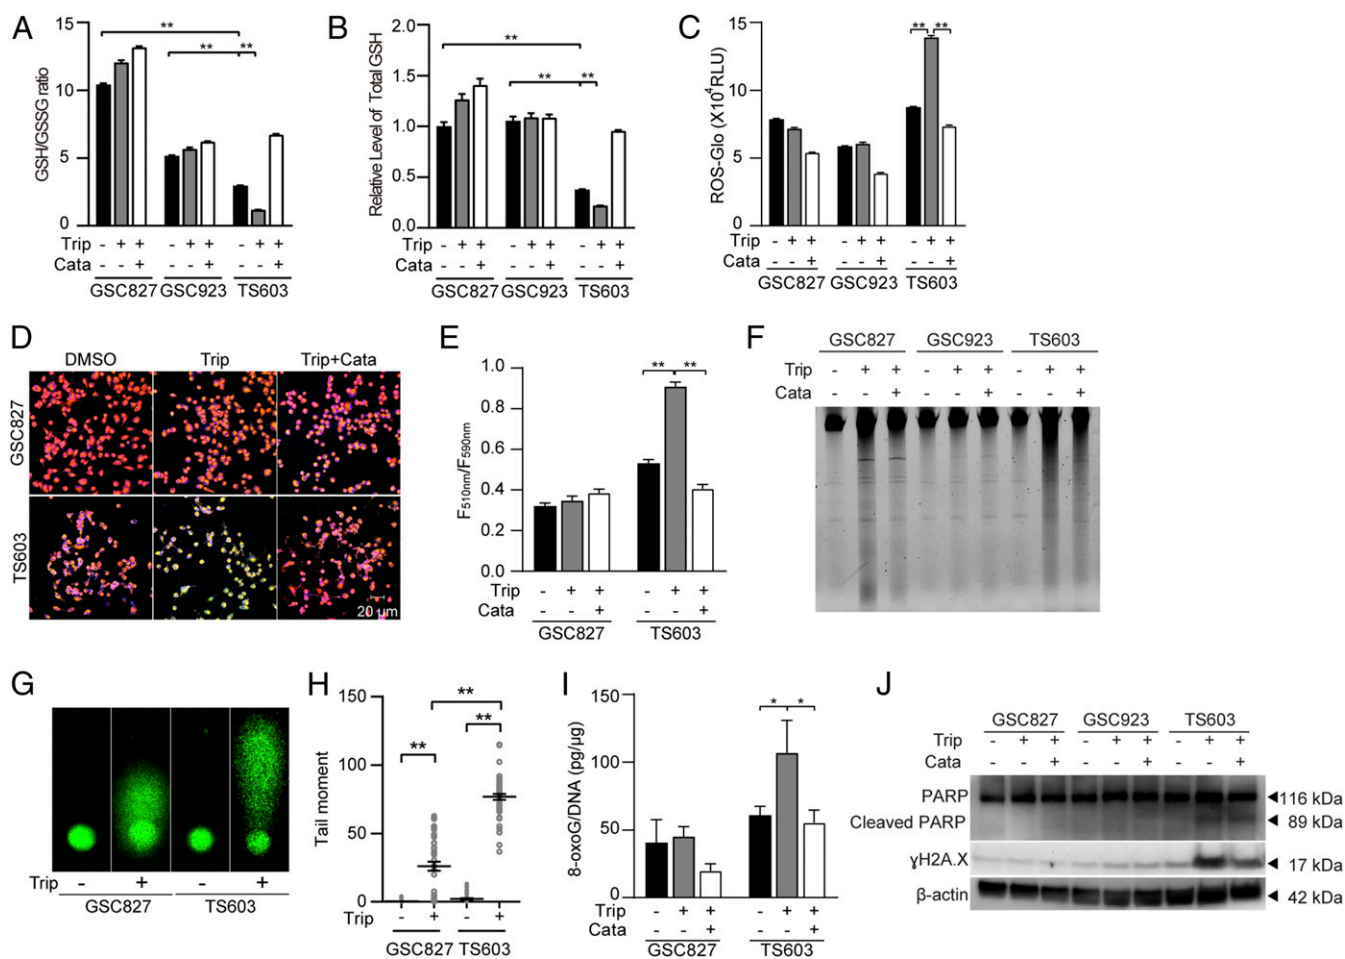 A
15
10
5
0
GSH/GSSG ratio
**
** **
Trip - + + - + + - + +
Cata - - + - - + - - +
GSC827 GSC923 TS603
B
2.0
1.5
1.0
0.5
0.0
Relative Level of Total GSH
**
** **
Trip - + + - + + - + +
Cata - - + - - + - - +
GSC827 GSC923 TS603
C
15
10
5
0
ROS-Glo (X10⁴RLU)
** **
Trip - + + - + + - + +
Cata - - + - - + - - +
GSC827 GSC923 TS603
D
DMSO Trip Trip+Cata
GSC827
TS603
20 µm
E
1.0
0.8
0.6
0.4
0.2
0.0
F510nm/F590nm
** **
Trip - + + - + +
Cata - - + - - +
GSC827 TS603
F
GSC827 GSC923 TS603
Trip - + + - + + - + +
Cata - - + - - + - - +
G
Trip - + - +
GSC827 TS603
H
150
100
50
0
Tail moment
**
** **
Trip - + - +
GSC827 TS603
I
150
100
50
0
8-oxoG/DNA (pg/µg)
* *
Trip - + + - + +
Cata - - + - - +
GSC827 TS603
J
GSC827 GSC923 TS603
Trip - + + - + + - + +
Cata - - + - - + - - +
PARP ◄116 kDa
Cleaved PARP ◄ 89 kDa
ɣH2A.X ◄ 17 kDa
β-actin ◄ 42 kDa